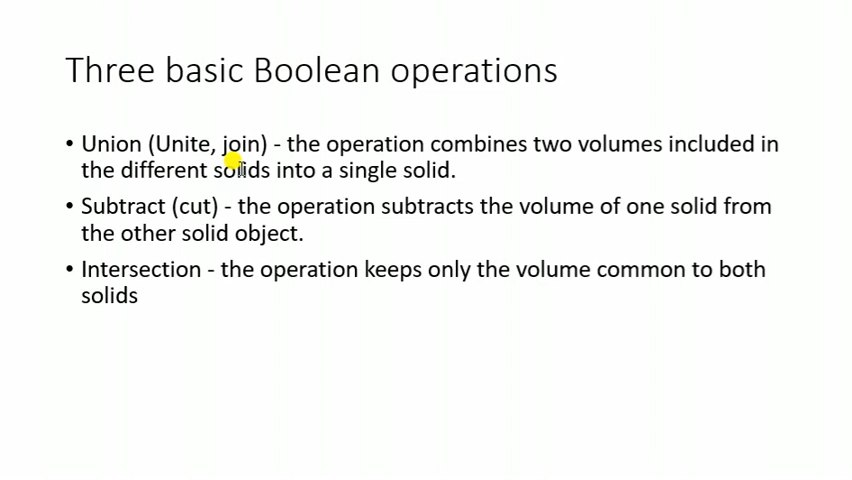 Three basic Boolean operations
• Union (Unite, join) - the operation combines two volumes included in
the different solids into a single solid.
• Subtract (cut) - the operation subtracts the volume of one solid from
the other solid object.
• Intersection - the operation keeps only the volume common to both
solids